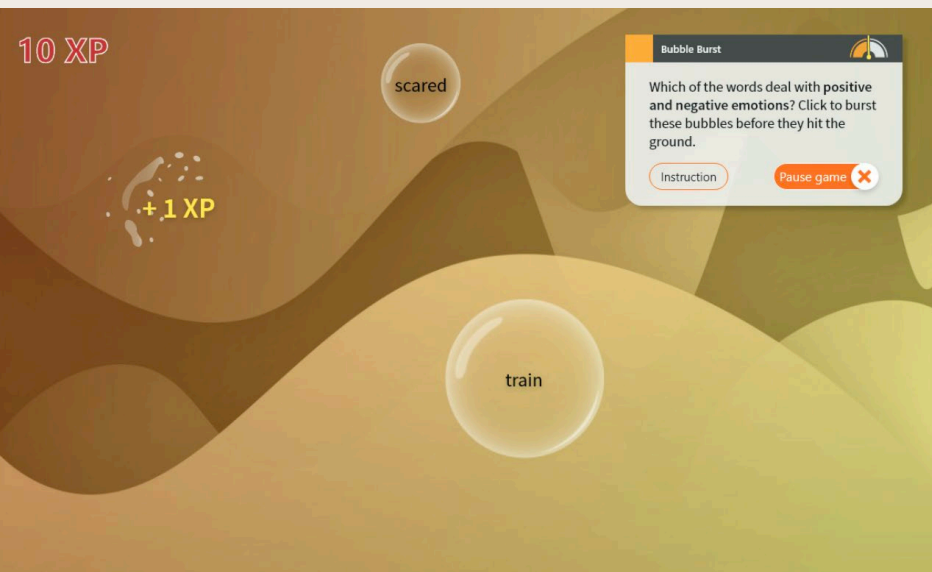 10 XP
scared
Bubble Burst
Which of the words deal with positive
and negative emotions? Click to burst
these bubbles before they hit the
ground.
Instruction
Pause game
+ 1 XP
train